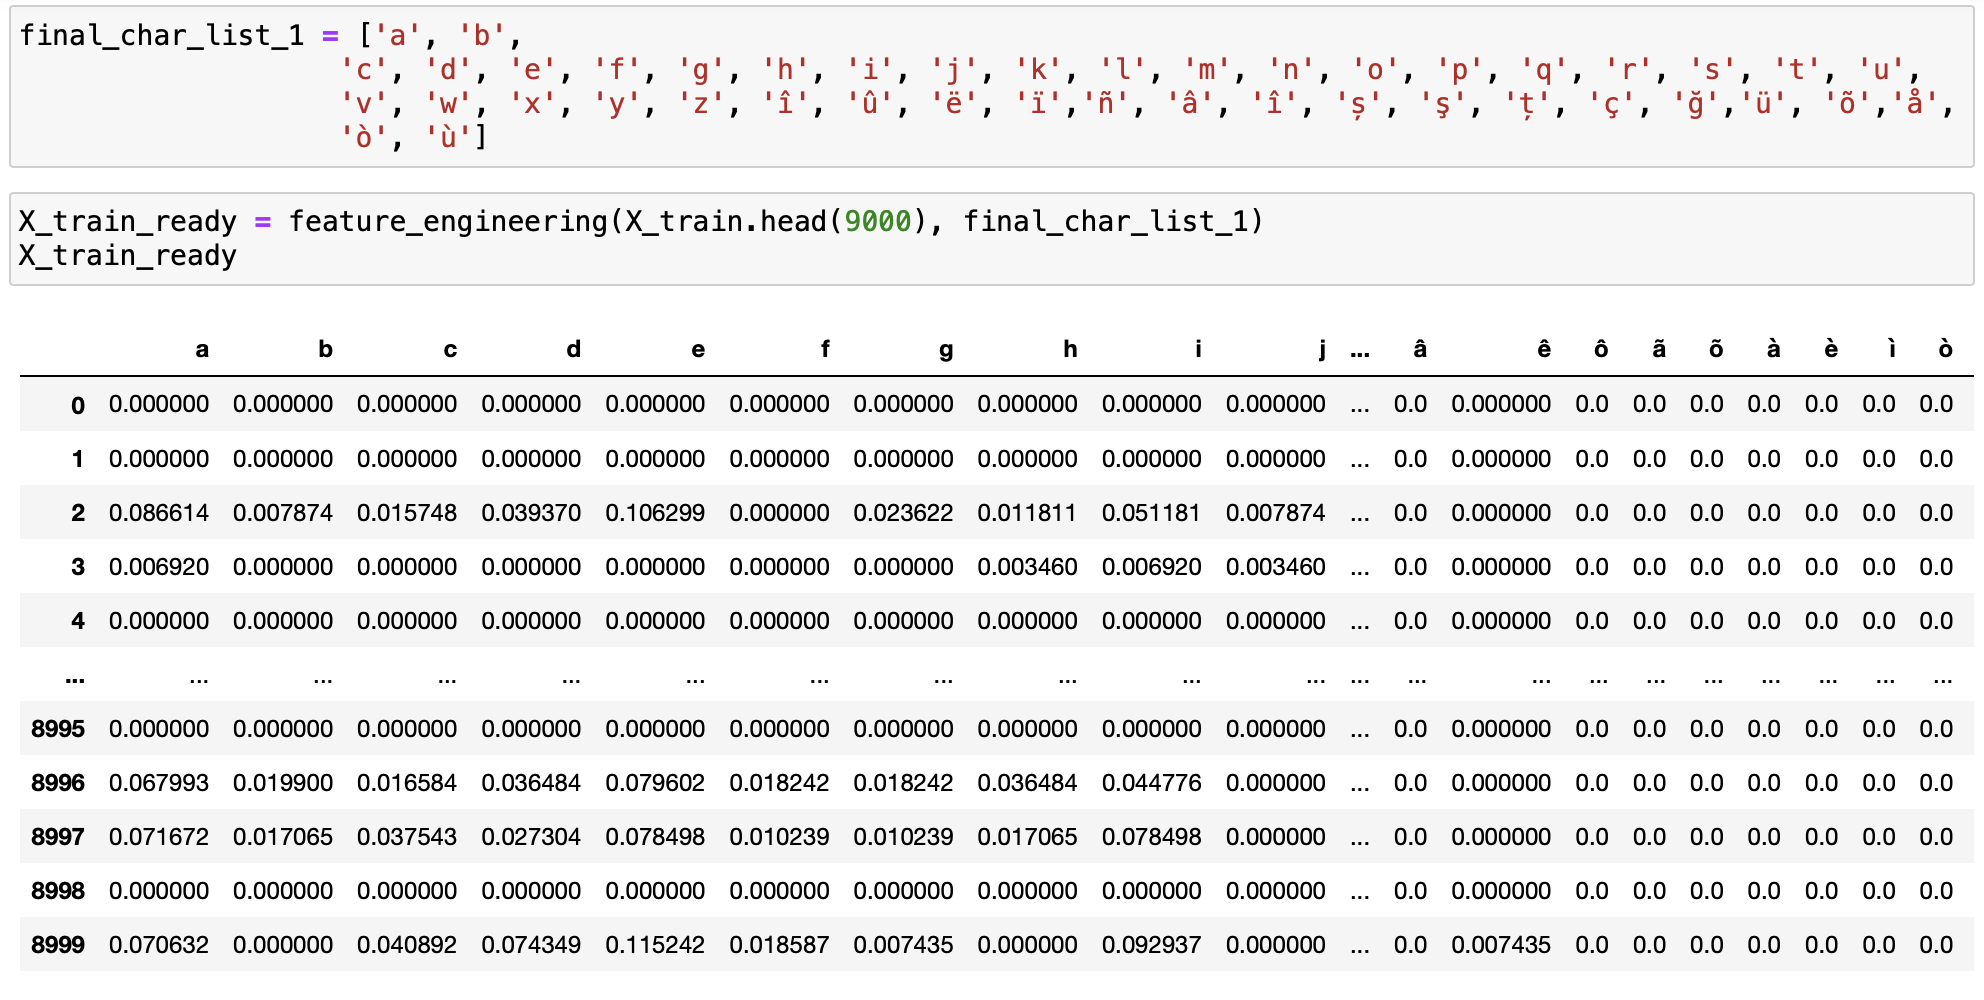 final_char_list_1 = ['a', 'b',
'c', 'd', 'e', 'f', 'g', 'h', 'i', 'j', 'k', 'l', 'm', 'n', 'o', 'p', 'q', 'r', 's', 't', 'u',
'v', 'w', 'x', 'y', 'z', 'î', 'û', 'ë', 'ï','ñ', 'â', 'î', 'ș', 'ş', 'ț', 'ç', 'ğ','ü', 'õ','å',
'ò', 'ù']
X_train_ready = feature_engineering(X_train.head(9000), final_char_list_1)
X_train_ready
a b c d e f g h i j ... â ê ô ã õ à è ì ò
0 0.000000 0.000000 0.000000 0.000000 0.000000 0.000000 0.000000 0.000000 0.000000 0.000000 ... 0.0 0.000000 0.0 0.0 0.0 0.0 0.0 0.0 0.0
1 0.000000 0.000000 0.000000 0.000000 0.000000 0.000000 0.000000 0.000000 0.000000 0.000000 ... 0.0 0.000000 0.0 0.0 0.0 0.0 0.0 0.0 0.0
2 0.086614 0.007874 0.015748 0.039370 0.106299 0.000000 0.023622 0.011811 0.051181 0.007874 ... 0.0 0.000000 0.0 0.0 0.0 0.0 0.0 0.0 0.0
3 0.006920 0.000000 0.000000 0.000000 0.000000 0.000000 0.000000 0.003460 0.006920 0.003460 ... 0.0 0.000000 0.0 0.0 0.0 0.0 0.0 0.0 0.0
4 0.000000 0.000000 0.000000 0.000000 0.000000 0.000000 0.000000 0.000000 0.000000 0.000000 ... 0.0 0.000000 0.0 0.0 0.0 0.0 0.0 0.0 0.0
... ... ... ... ... ... ... ... ... ... ... ... ... ... ... ... ... ... ... ... ...
8995 0.000000 0.000000 0.000000 0.000000 0.000000 0.000000 0.000000 0.000000 0.000000 0.000000 ... 0.0 0.000000 0.0 0.0 0.0 0.0 0.0 0.0 0.0
8996 0.067993 0.019900 0.016584 0.036484 0.079602 0.018242 0.018242 0.036484 0.044776 0.000000 ... 0.0 0.000000 0.0 0.0 0.0 0.0 0.0 0.0 0.0
8997 0.071672 0.017065 0.037543 0.027304 0.078498 0.010239 0.010239 0.017065 0.078498 0.000000 ... 0.0 0.000000 0.0 0.0 0.0 0.0 0.0 0.0 0.0
8998 0.000000 0.000000 0.000000 0.000000 0.000000 0.000000 0.000000 0.000000 0.000000 0.000000 ... 0.0 0.000000 0.0 0.0 0.0 0.0 0.0 0.0 0.0
8999 0.070632 0.000000 0.040892 0.074349 0.115242 0.018587 0.007435 0.000000 0.092937 0.000000 ... 0.0 0.007435 0.0 0.0 0.0 0.0 0.0 0.0 0.0